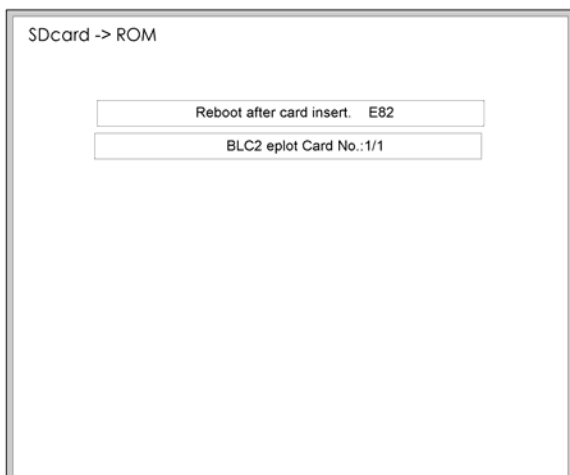 SDcard -> ROM
Reboot after card insert. E82
BLC2 eplot Card No.:1/1